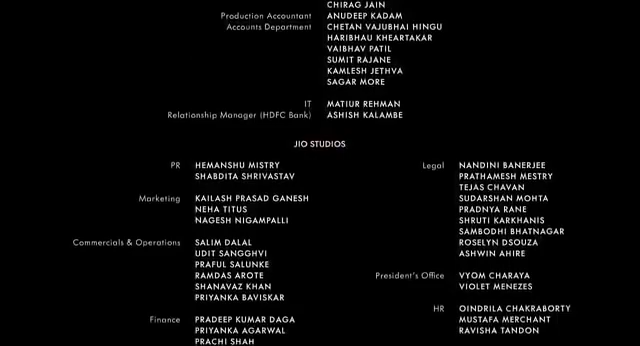 CHIRAG JAIN
Production Accountant ANUDEEP KADAM
Accounts Department CHETAN VAJUBHAI HINGU
HARIBHAU KHEARTAKAR
VAIBHAV PATIL
SUMIT RAJANE
KAMLESH JETHVA
SAGAR MORE
IT MATIUR REHMAN
Relationship Manager (HDFC Bank) ASHISH KALAMBE
JIO STUDIOS
PR HEMANSHU MISTRY
SHABDITA SHRIVASTAV
Marketing KAILASH PRASAD GANESH
NEHA TITUS
NAGESH NIGAMPALLI
Commercials & Operations SALIM DALAL
UDIT SANGGHVI
PRAFUL SALUNKE
RAMDAS AROTE
SHANAVAZ KHAN
PRIYANKA BAVISKAR
Finance PRADEEP KUMAR DAGA
PRIYANKA AGARWAL
PRACHI SHAH
Legal NANDINI BANERJEE
PRATHAMESH MESTRY
TEJAS CHAVAN
SUDARSHAN MOHTA
PRADNYA RANE
SHRUTI KARKHANIS
SAMBODHI BHATNAGAR
ROSELYN DSOUZA
ASHWIN AHIRE
President's Office VYOM CHARAYA
VIOLET MENEZES
HR OINDRILA CHAKRABORTY
MUSTAFA MERCHANT
RAVISHA TANDON